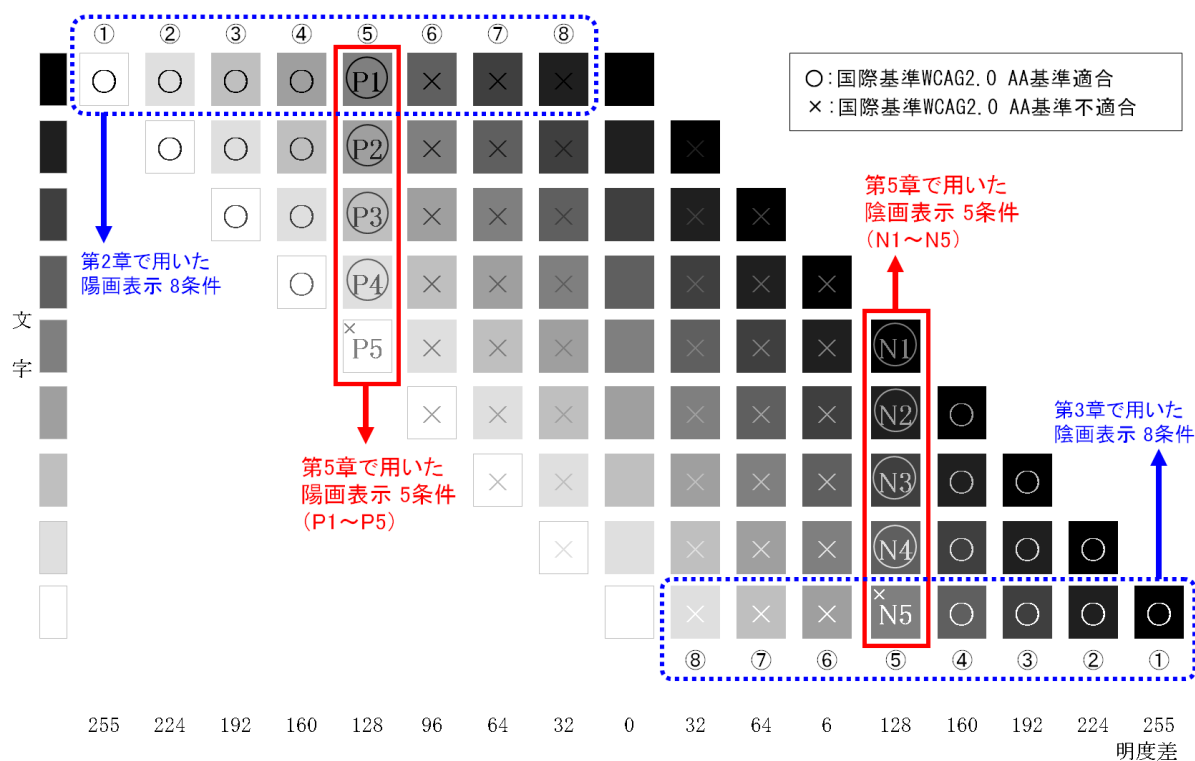 ① ② ③ ④ ⑤ ⑥ ⑦ ⑧
○ ○ ○ ○ P1 × × ×
○:国際基準WCAG2.0 AA基準適合
×:国際基準WCAG2.0 AA基準不適合
○ ○ ○ P2 × × × ×
第5章で用いた
陰画表示 5条件
(N1～N5)
○ ○ P3 × × × × ×
第2章で用いた
陽画表示 8条件
○ P4 × × × × × ×
文
字
× P5 × × × × × × N1
× × × × × × N2 ○
第3章で用いた
陰画表示 8条件
第5章で用いた
陽画表示 5条件
(P1～P5)
× × × × × N3 ○ ○
× × × × N4 ○ ○ ○
× × × × N5 ○ ○ ○ ○
⑧ ⑦ ⑥ ⑤ ④ ③ ② ①
255 224 192 160 128 96 64 32 0 32 64 6 128 160 192 224 255
明度差